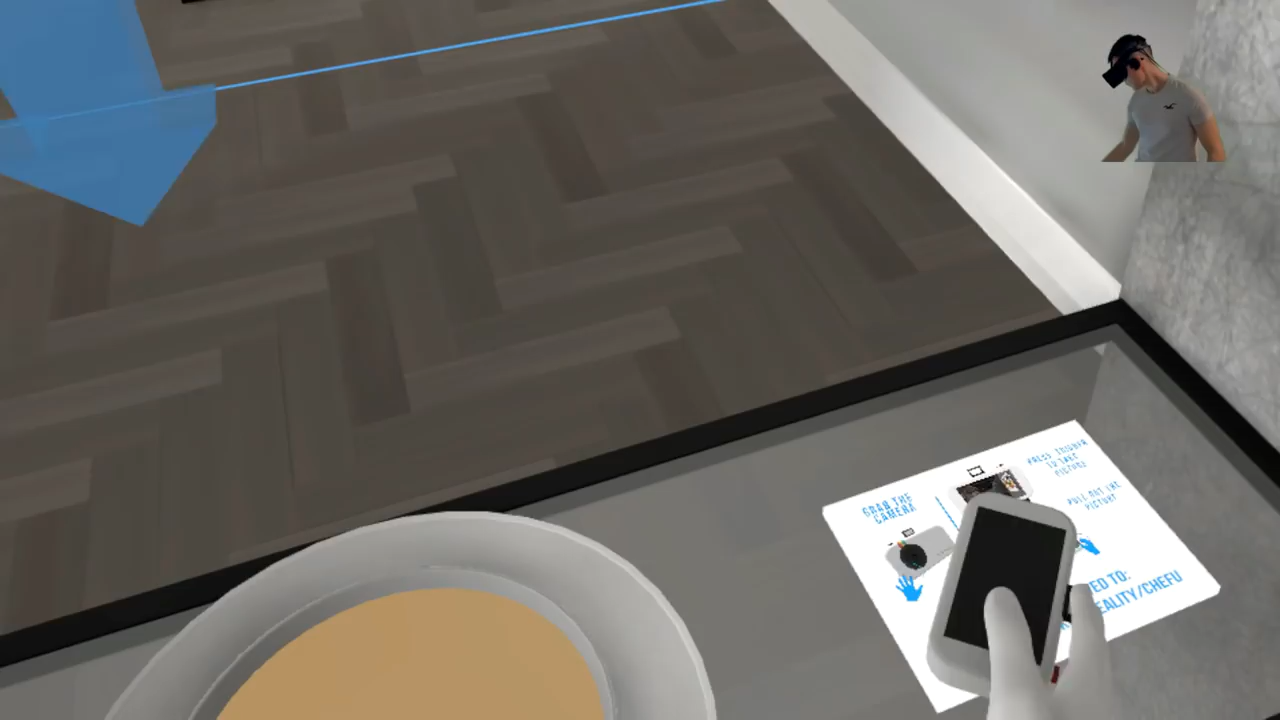 GRAB THE
CAMERA
PRESS TRIGGER
TO TAKE
PICTURE
PULL OUT THE
PICTURE
ED TO:
EALITY/CHEFU